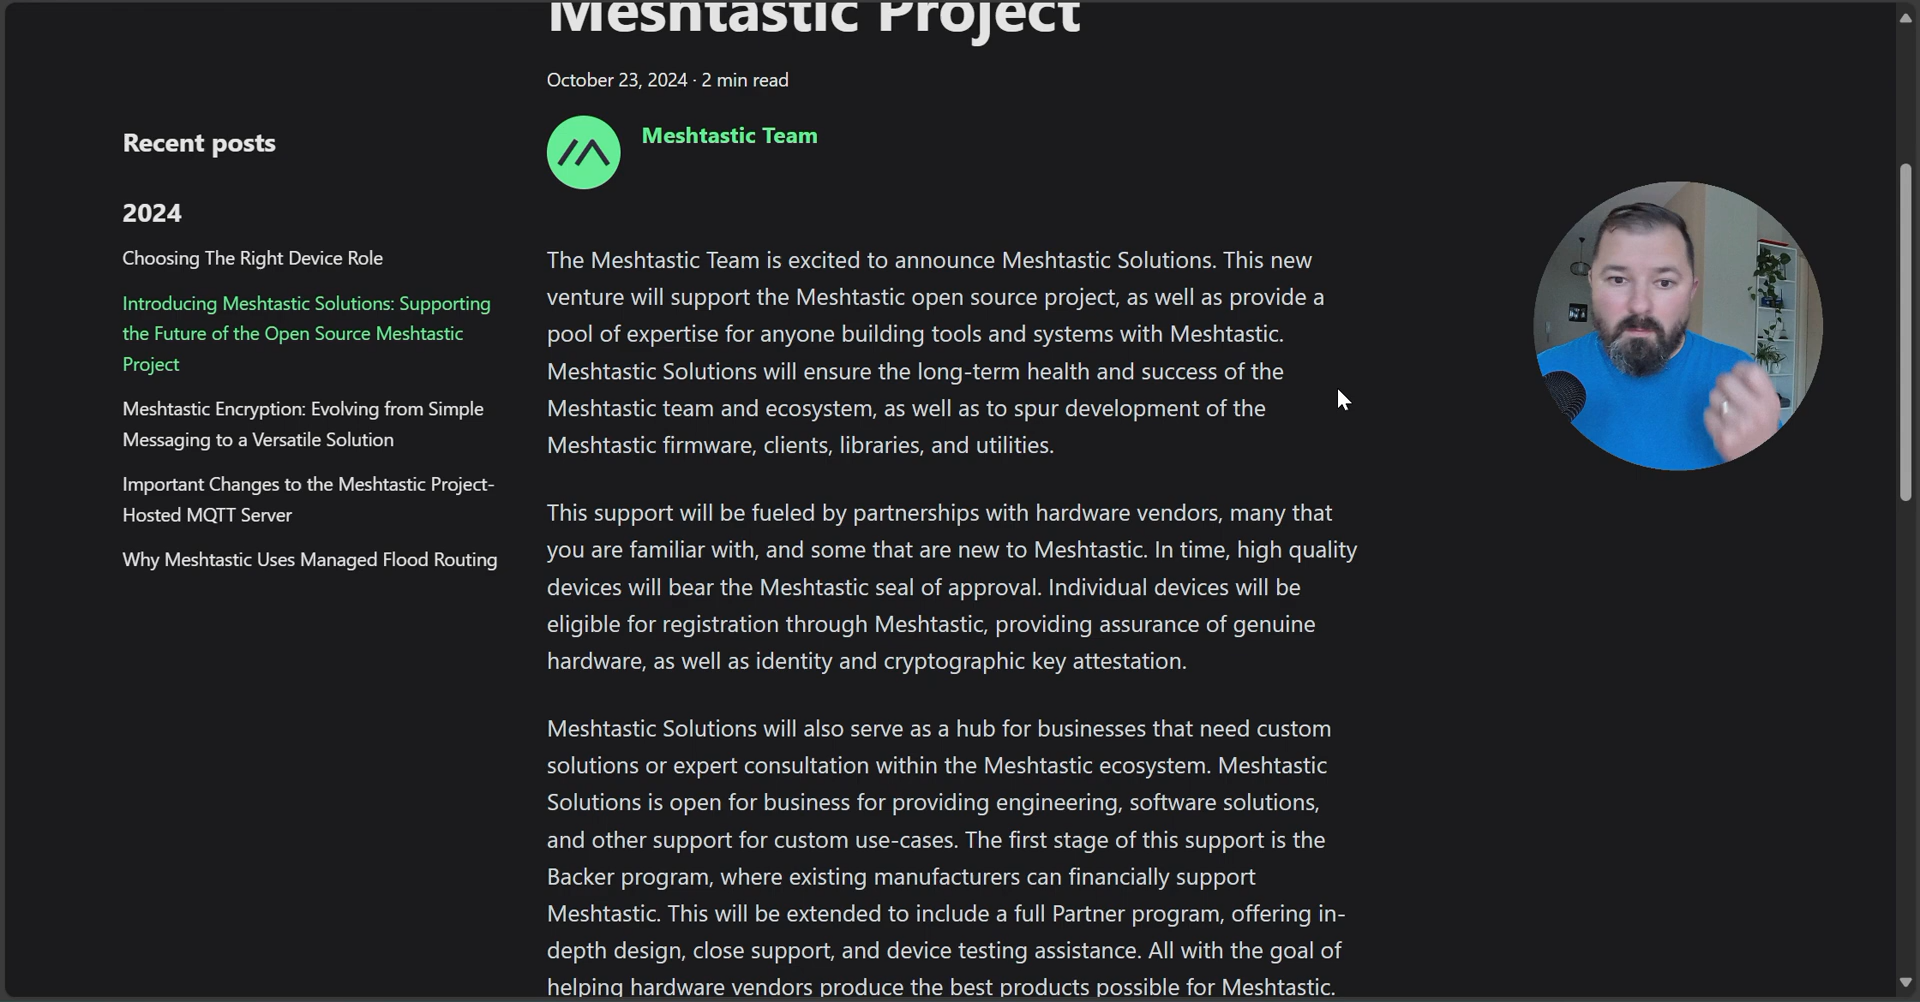 Meshtastic Project
October 23, 2024 · 2 min read
Meshtastic Team
Recent posts
2024
Choosing The Right Device Role
Introducing Meshtastic Solutions: Supporting
the Future of the Open Source Meshtastic
Project
Meshtastic Encryption: Evolving from Simple
Messaging to a Versatile Solution
Important Changes to the Meshtastic Project-
Hosted MQTT Server
Why Meshtastic Uses Managed Flood Routing
The Meshtastic Team is excited to announce Meshtastic Solutions. This new
venture will support the Meshtastic open source project, as well as provide a
pool of expertise for anyone building tools and systems with Meshtastic.
Meshtastic Solutions will ensure the long-term health and success of the
Meshtastic team and ecosystem, as well as to spur development of the
Meshtastic firmware, clients, libraries, and utilities.
This support will be fueled by partnerships with hardware vendors, many that
you are familiar with, and some that are new to Meshtastic. In time, high quality
devices will bear the Meshtastic seal of approval. Individual devices will be
eligible for registration through Meshtastic, providing assurance of genuine
hardware, as well as identity and cryptographic key attestation.
Meshtastic Solutions will also serve as a hub for businesses that need custom
solutions or expert consultation within the Meshtastic ecosystem. Meshtastic
Solutions is open for business for providing engineering, software solutions,
and other support for custom use-cases. The first stage of this support is the
Backer program, where existing manufacturers can financially support
Meshtastic. This will be extended to include a full Partner program, offering in-
depth design, close support, and device testing assistance. All with the goal of
helping hardware vendors produce the best products possible for Meshtastic.